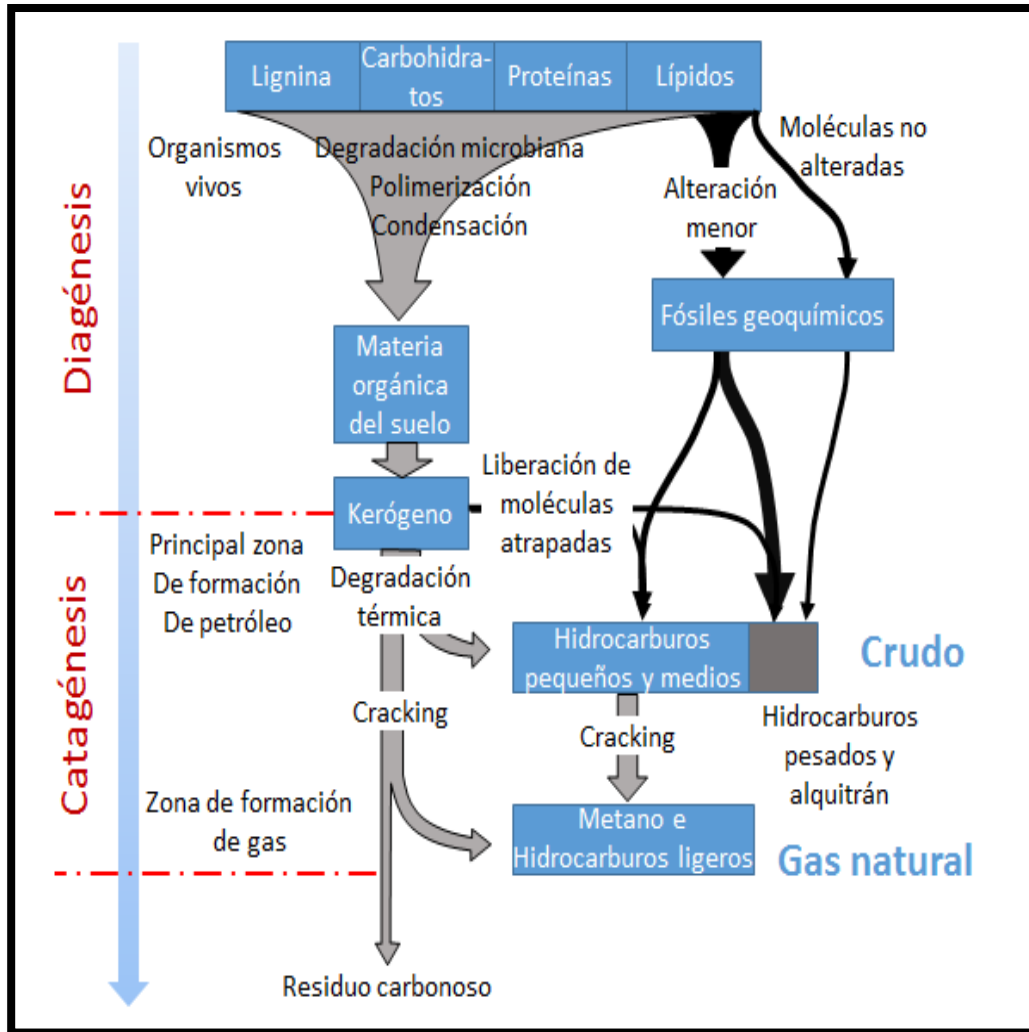 Lignina
Carbohidra-
tos
Proteínas
Lípidos
Organismos
vivos
Degradación microbiana
Polimerización
Condensación
Moléculas no
alteradas
Alteración
menor
Diagénesis
Fósiles geoquímicos
Materia
orgánica
del suelo
Liberación de
moléculas
atrapadas
Kerógeno
Principal zona
De formación
De petróleo
Degradación
térmica
Catagénesis
Hidrocarburos
pequeños y medios
Crudo
Cracking
Cracking
Hidrocarburos
pesados y
alquitrán
Zona de formación
de gas
Metano e
Hidrocarburos ligeros
Gas natural
Residuo carbonoso